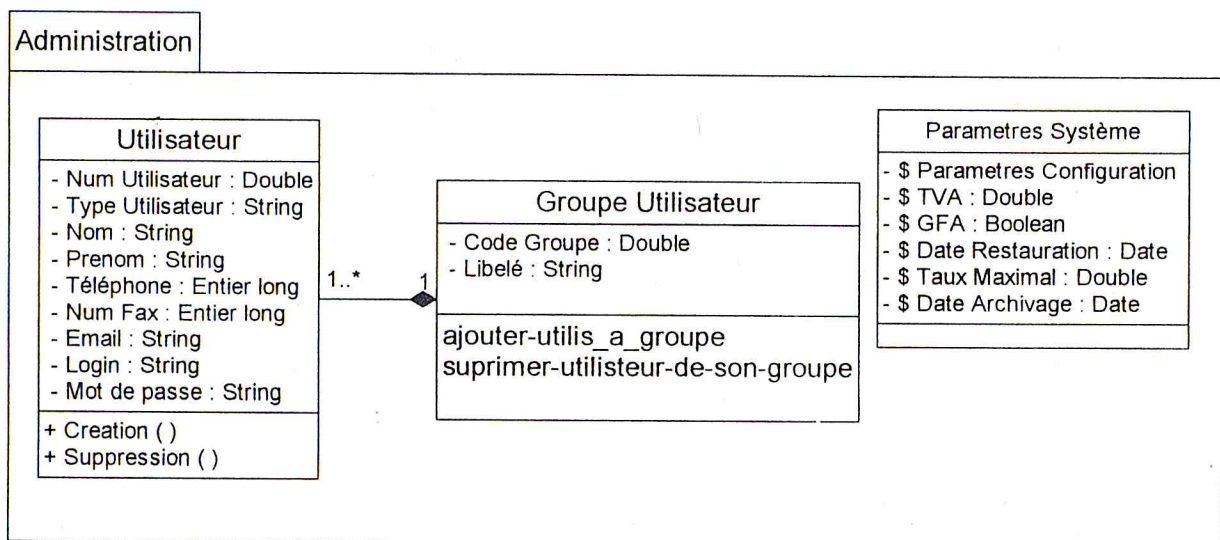 Administration
Utilisateur
- Num Utilisateur : Double
- Type Utilisateur : String
- Nom : String
- Prenom : String
- Téléphone : Entier long
- Num Fax : Entier long
- Email : String
- Login : String
- Mot de passe : String
+ Creation ( )
+ Suppression ( )
1..*
1
Groupe Utilisateur
- Code Groupe : Double
- Libelé : String
ajouter-utilis_a_groupe
suprimer-utilisteur-de-son-groupe
Parametres Système
- $ Parametres Configuration
- $ TVA : Double
- $ GFA : Boolean
- $ Date Restauration : Date
- $ Taux Maximal : Double
- $ Date Archivage : Date